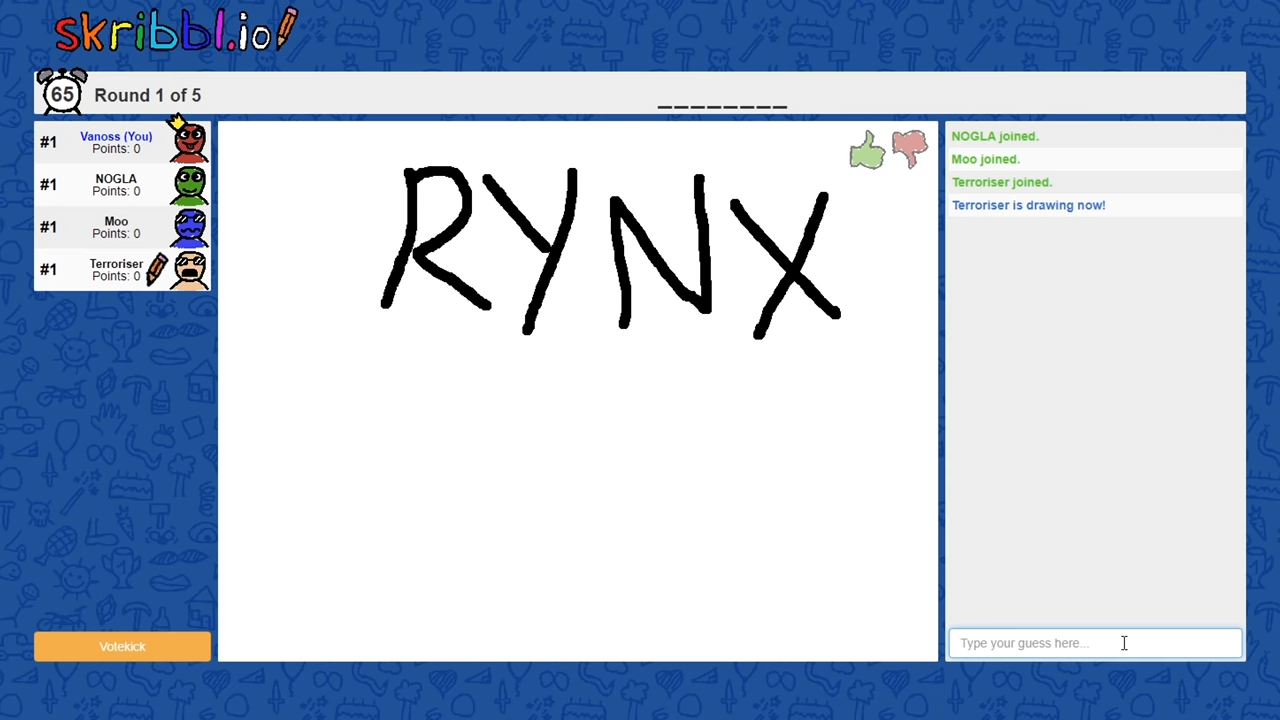 skribbl.io
65
Round 1 of 5
________
#1
Vanoss (You)
Points: 0
#1
NOGLA
Points: 0
#1
Moo
Points: 0
#1
Terroriser
Points: 0
Votekick
RYNX
NOGLA joined.
Moo joined.
Terroriser joined.
Terroriser is drawing now!
Type your guess here...